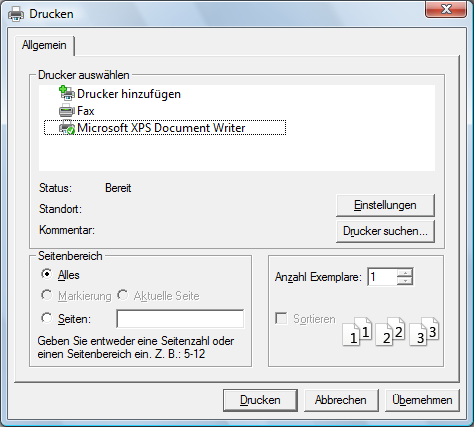 Drucken
Allgemein
Drucker auswählen
Drucker hinzufügen
Fax
Microsoft XPS Document Writer
Status: Bereit
Standort:
Einstellungen
Kommentar:
Drucker suchen...
Seitenbereich
Alles
Markierung Aktuelle Seite
Seiten:
Geben Sie entweder eine Seitenzahl oder
einen Seitenbereich ein. Z. B.: 5-12
Anzahl Exemplare: 1
Sortieren
1 1 2 2 3 3
Drucken Abbrechen Übernehmen